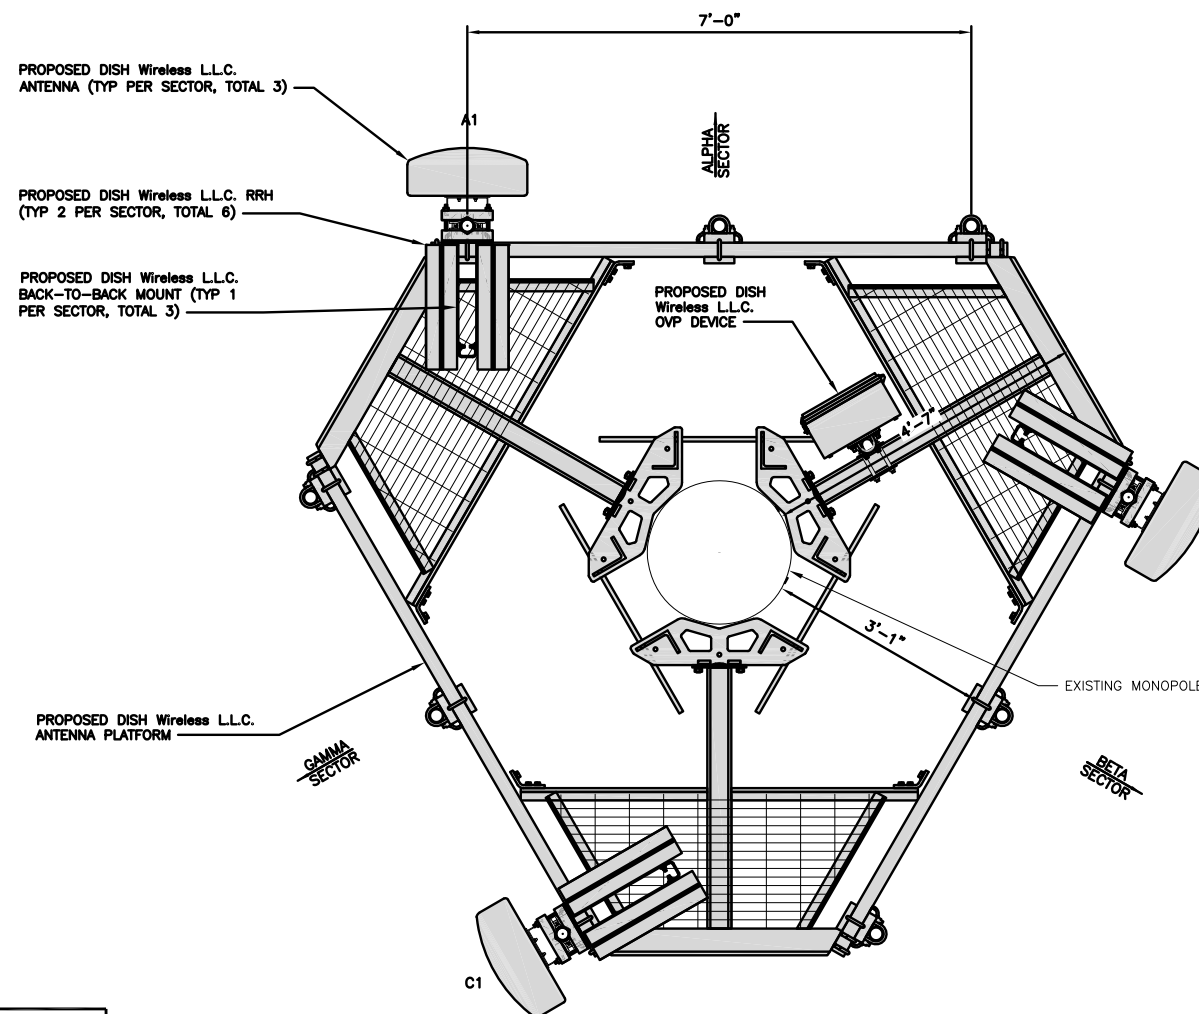 7'-0"
PROPOSED DISH Wireless L.L.C.
ANTENNA (TYP PER SECTOR, TOTAL 3)
A1
ALPHA
SECTOR
PROPOSED DISH Wireless L.L.C. RRH
(TYP 2 PER SECTOR, TOTAL 6)
PROPOSED DISH Wireless L.L.C.
BACK-TO-BACK MOUNT (TYP 1
PER SECTOR, TOTAL 3)
PROPOSED DISH
Wireless L.L.C.
OVP DEVICE
4'-7"
3'-1"
EXISTING MONOPOLE
PROPOSED DISH Wireless L.L.C.
ANTENNA PLATFORM
GAMMA
SECTOR
BETA
SECTOR
C1